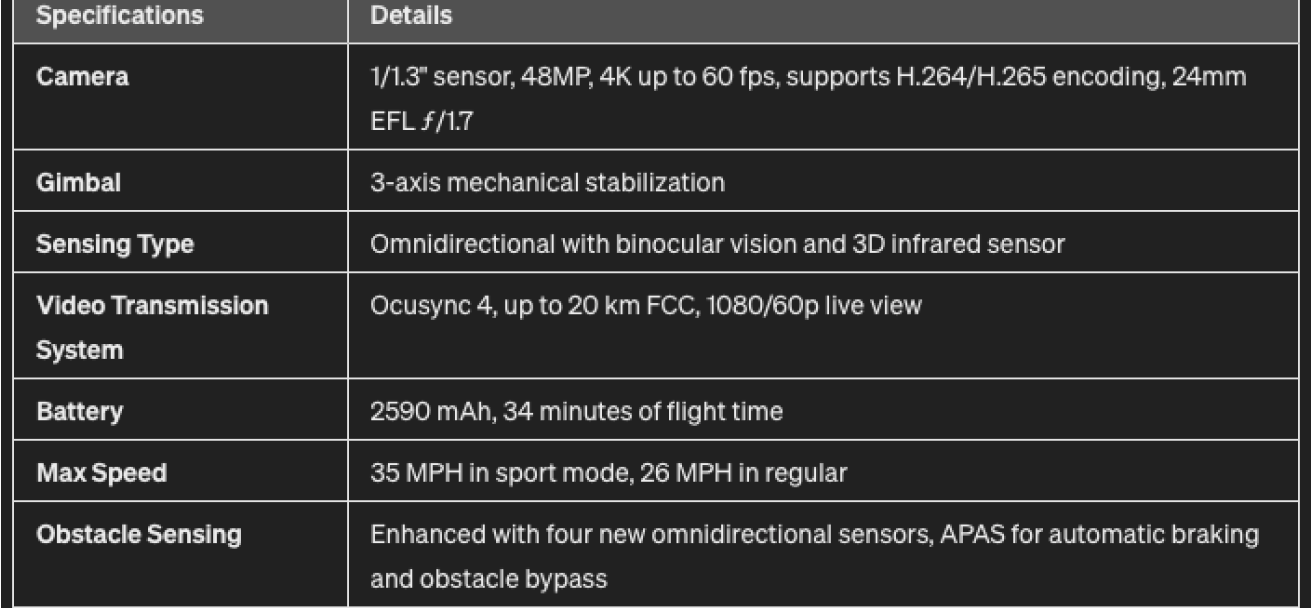 Specifications Details
Camera 1/1.3" sensor, 48MP, 4K up to 60 fps, supports H.264/H.265 encoding, 24mm
EFL ƒ/1.7
Gimbal 3-axis mechanical stabilization
Sensing Type Omnidirectional with binocular vision and 3D infrared sensor
Video Transmission Ocusync 4, up to 20 km FCC, 1080/60p live view
System
Battery 2590 mAh, 34 minutes of flight time
Max Speed 35 MPH in sport mode, 26 MPH in regular
Obstacle Sensing Enhanced with four new omnidirectional sensors, APAS for automatic braking
and obstacle bypass